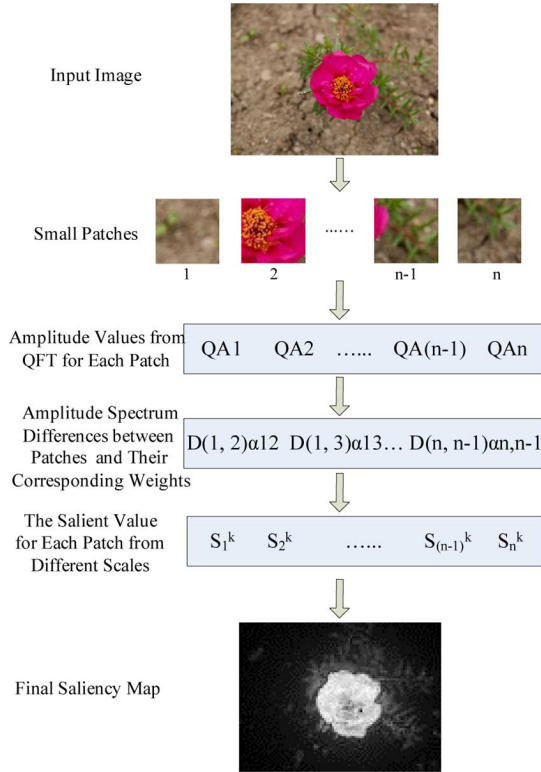 Input Image
Small Patches
......
1
2
n-1
n
Amplitude Values from
QFT for Each Patch
QA1 QA2 …... QA(n-1) QAn
Amplitude Spectrum
Differences between
Patches and Their
Corresponding Weights
D(1, 2)α12 D(1, 3)α13… D(n, n-1)αn,n-1
The Salient Value
for Each Patch from
Different Scales
S₁ᵏ S₂ᵏ …... S₍ₙ₋₁₎ᵏ Sₙᵏ
Final Saliency Map